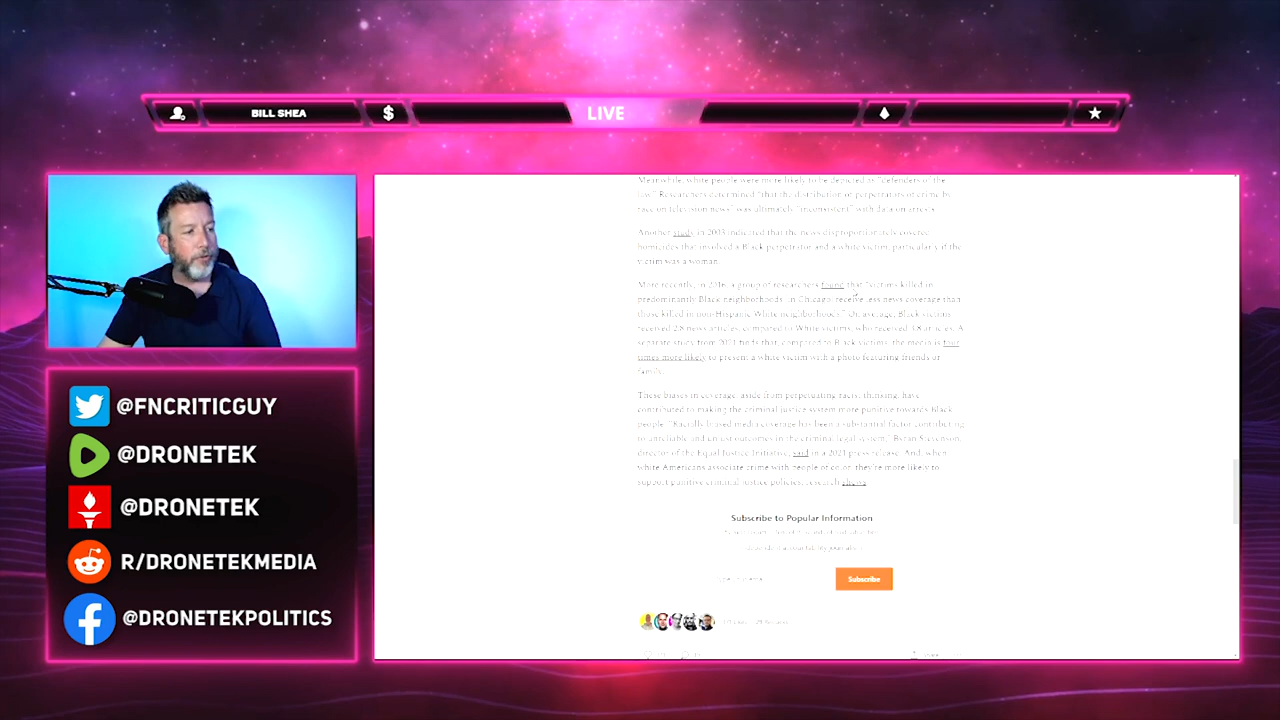 BILL SHEA
$
LIVE
Meanwhile, white people were more likely to be depicted as "defenders of the
law." Researchers determined "that the distribution of perpetrators of crime by
race on television news" was ultimately "inconsistent" with data on arrests.
Another study in 2003 indicated that the news disproportionately covered
homicides that involved a Black perpetrator and a white victim, particularly if the
victim was a woman.
More recently, in 2016, a group of researchers found that "victims killed in
predominantly Black neighborhoods" in Chicago "receive less news coverage than
those killed in non-Hispanic White neighborhoods." On average, Black victims
received 2.8 news articles, compared to White victims, who received 3.8 articles. A
separate study from 2021 finds that, compared to Black victims, the media is four
times more likely to present a white victim with a photo featuring friends or
family.
These biases in coverage, aside from perpetuating racist thinking, have
contributed to making the criminal justice system more punitive towards Black
people. "Racially biased media coverage has been a substantial factor contributing
to unreliable and unjust outcomes in the criminal legal system," Bryan Stevenson,
director of the Equal Justice Initiative, said in a 2021 press release. And, when
white Americans associate crime with people of color, they're more likely to
support punitive criminal justice policies, research shows.
Subscribe to Popular Information
Subscribe
@FNCRITICGUY
@DRONETEK
@DRONETEK
R/DRONETEKMEDIA
@DRONETEKPOLITICS